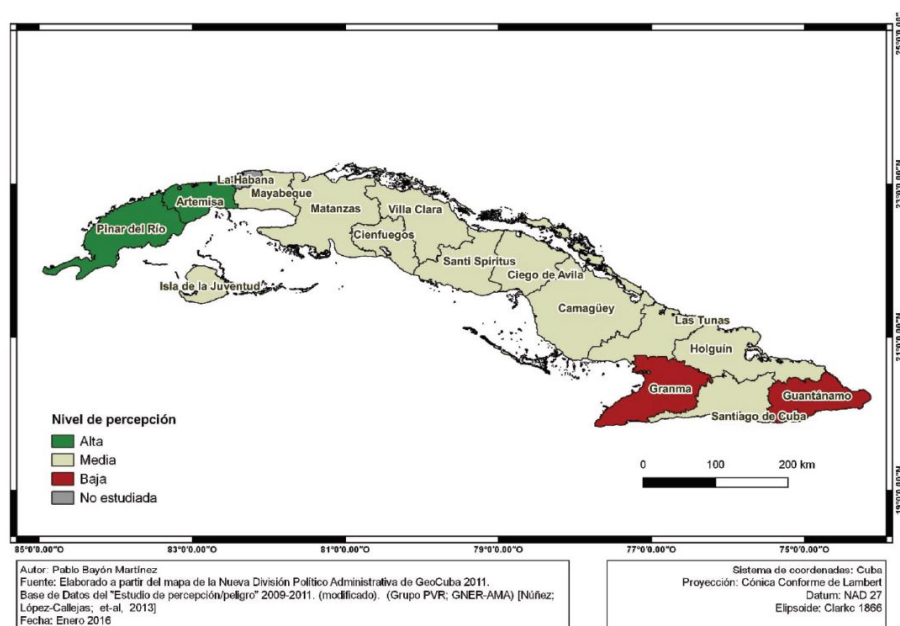 La Habana
Mayabeque
Artemisa
Matanzas
Villa Clara
Pinar del Río
Cienfuegos
Santi Spíritus
Ciego de Avila
Isla de la Juventud
Camagüey
Las Tunas
Holguín
Granma
Guantánamo
Santiago de Cuba
Nivel de percepción
Alta
Media
Baja
No estudiada
0 100 200 km
85°0'0.00"O 83°0'0.00"O 81°0'0.00"O 79°0'0.00"O 77°0'0.00"O 75°0'0.00"O
Autor: Pablo Bayón Martínez
Fuente: Elaborado a partir del mapa de la Nueva División Político Administrativa de GeoCuba 2011.
Base de Datos del "Estudio de percepción/peligro" 2009-2011. (modificado). (Grupo PVR; GNER-AMA) [Núñez;
López-Callejas; et-al, 2013]
Fecha: Enero 2016
Sistema de coordenadas: Cuba
Proyección: Cónica Conforme de Lambert
Datum: NAD 27
Elipsoide: Clarke 1866